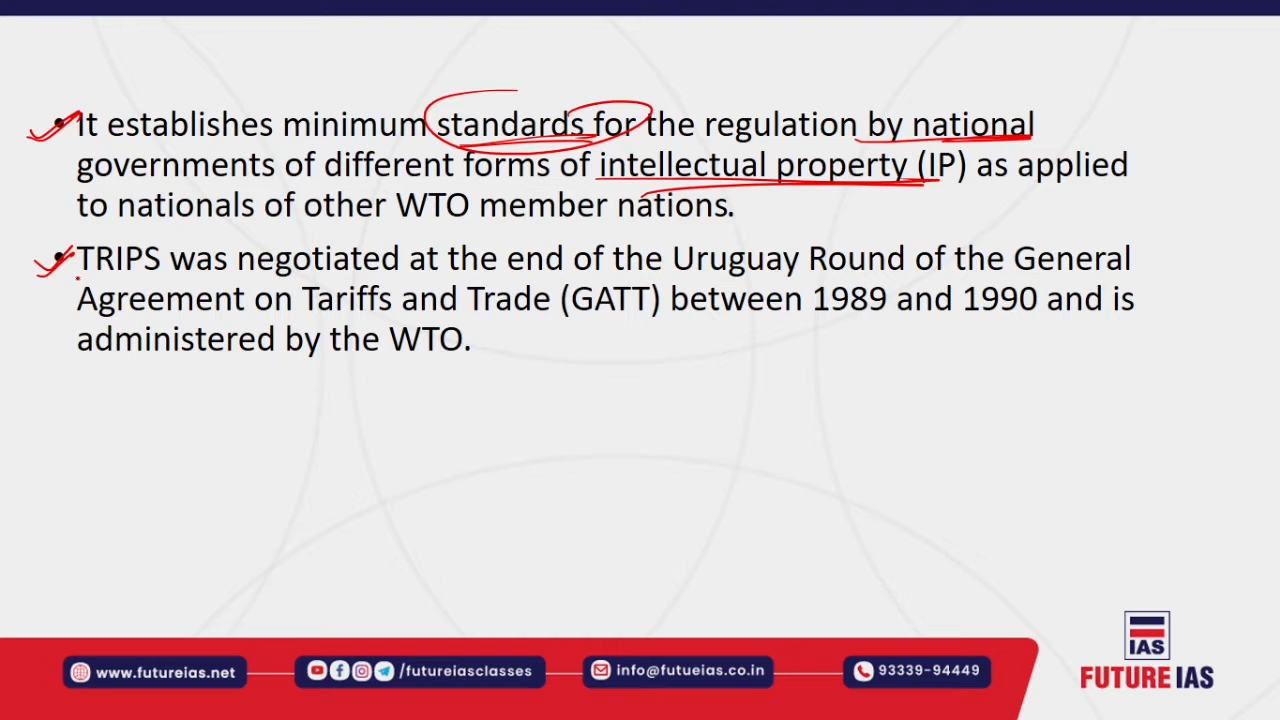 • It establishes minimum standards for the regulation by national
governments of different forms of intellectual property (IP) as applied
to nationals of other WTO member nations.
• TRIPS was negotiated at the end of the Uruguay Round of the General
Agreement on Tariffs and Trade (GATT) between 1989 and 1990 and is
administered by the WTO.
IAS
FUTURE IAS
www.futureias.net
/futureiasclasses
info@futueias.co.in
93339-94449